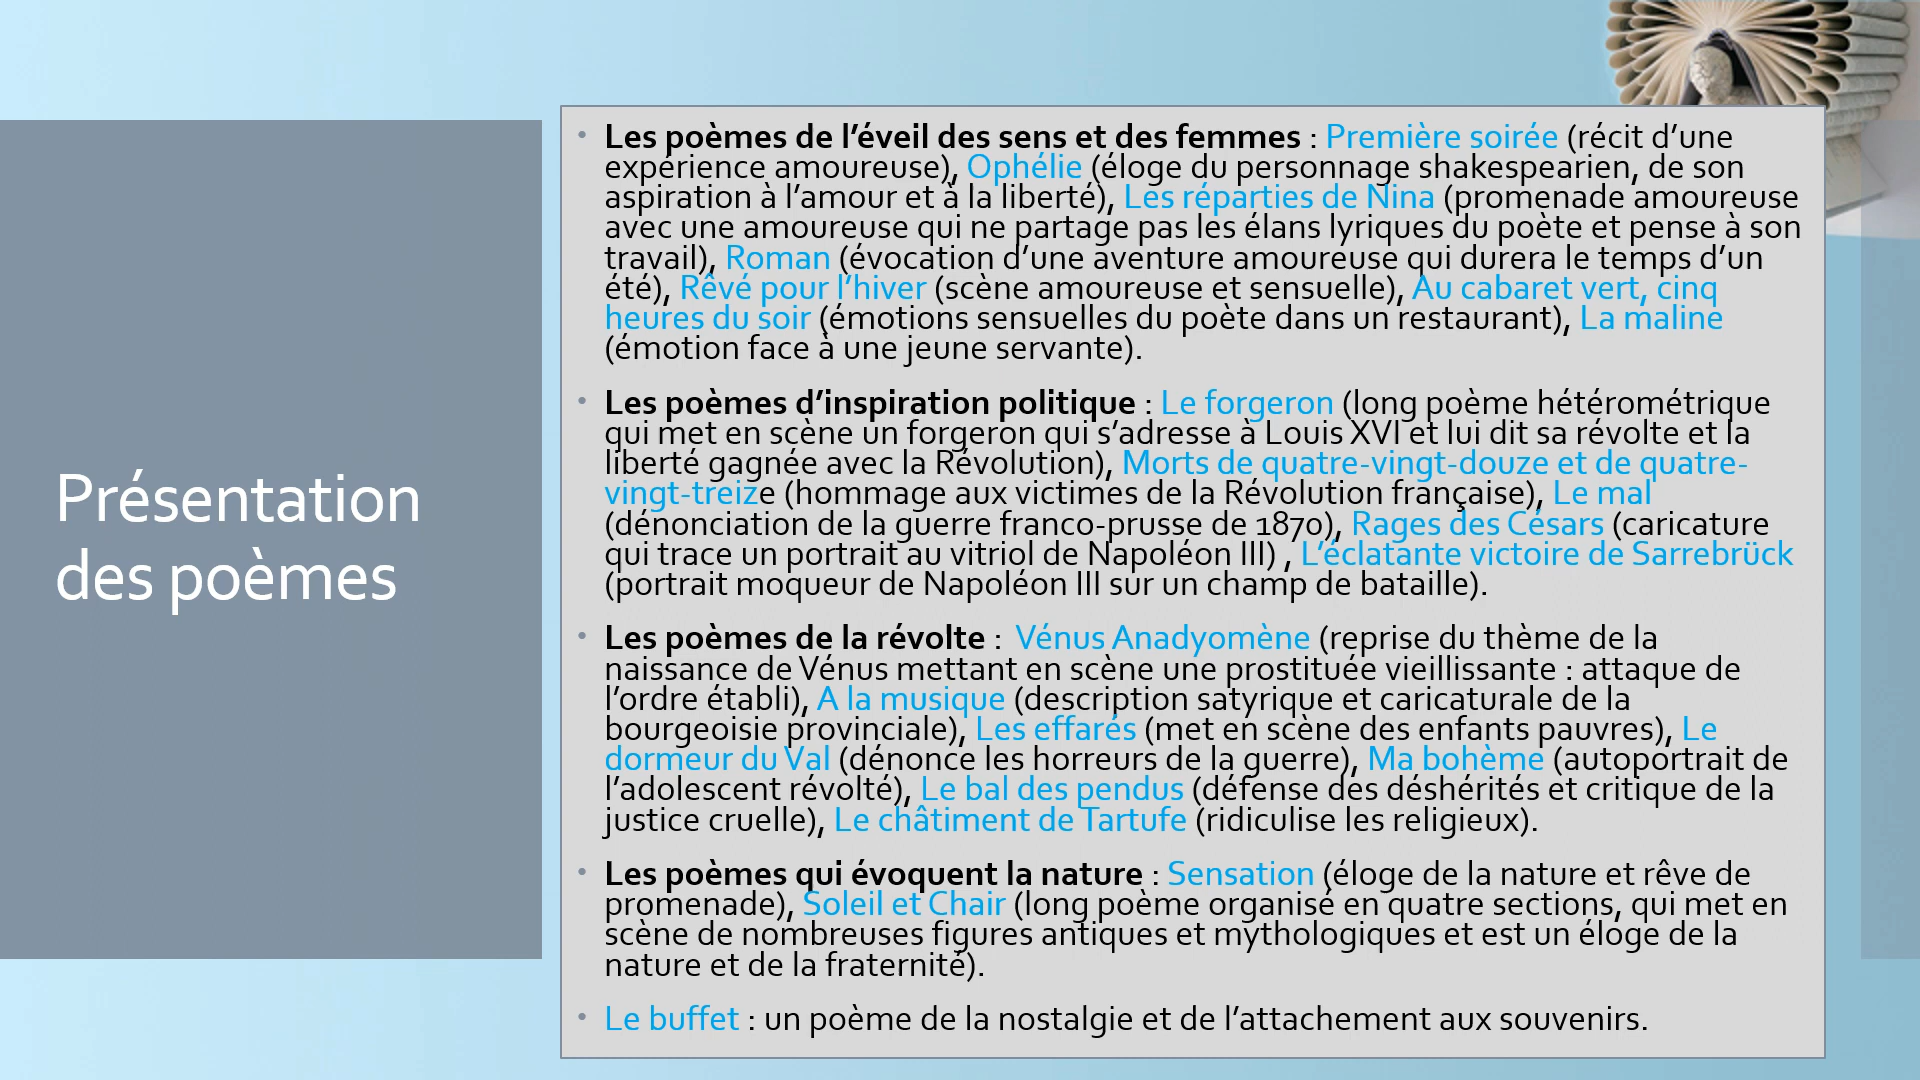 Présentation
des poèmes
• Les poèmes de l’éveil des sens et des femmes : Première soirée (récit d’une
expérience amoureuse), Ophélie (éloge du personnage shakespearien, de son
aspiration à l’amour et à la liberté), Les réparties de Nina (promenade amoureuse
avec une amoureuse qui ne partage pas les élans lyriques du poète et pense à son
travail), Roman (évocation d’une aventure amoureuse qui durera le temps d’un
été), Rêvé pour l’hiver (scène amoureuse et sensuelle), Au cabaret vert, cinq
heures du soir (émotions sensuelles du poète dans un restaurant), La maline
(émotion face à une jeune servante).
• Les poèmes d’inspiration politique : Le forgeron (long poème hétérométrique
qui met en scène un forgeron qui s’adresse à Louis XVI et lui dit sa révolte et la
liberté gagnée avec la Révolution), Morts de quatre-vingt-douze et de quatre-
vingt-treize (hommage aux victimes de la Révolution française), Le mal
(dénonciation de la guerre franco-prusse de 1870), Rages des Césars (caricature
qui trace un portrait au vitriol de Napoléon III) , L’éclatante victoire de Sarrebrück
(portrait moqueur de Napoléon III sur un champ de bataille).
• Les poèmes de la révolte : Vénus Anadyomène (reprise du thème de la
naissance de Vénus mettant en scène une prostituée vieillissante : attaque de
l’ordre établi), A la musique (description satyrique et caricaturale de la
bourgeoisie provinciale), Les effarés (met en scène des enfants pauvres), Le
dormeur du Val (dénonce les horreurs de la guerre), Ma bohème (autoportrait de
l’adolescent révolté), Le bal des pendus (défense des déshérités et critique de la
justice cruelle), Le châtiment de Tartufe (ridiculise les religieux).
• Les poèmes qui évoquent la nature : Sensation (éloge de la nature et rêve de
promenade), Soleil et Chair (long poème organisé en quatre sections, qui met en
scène de nombreuses figures antiques et mythologiques et est un éloge de la
nature et de la fraternité).
• Le buffet : un poème de la nostalgie et de l’attachement aux souvenirs.